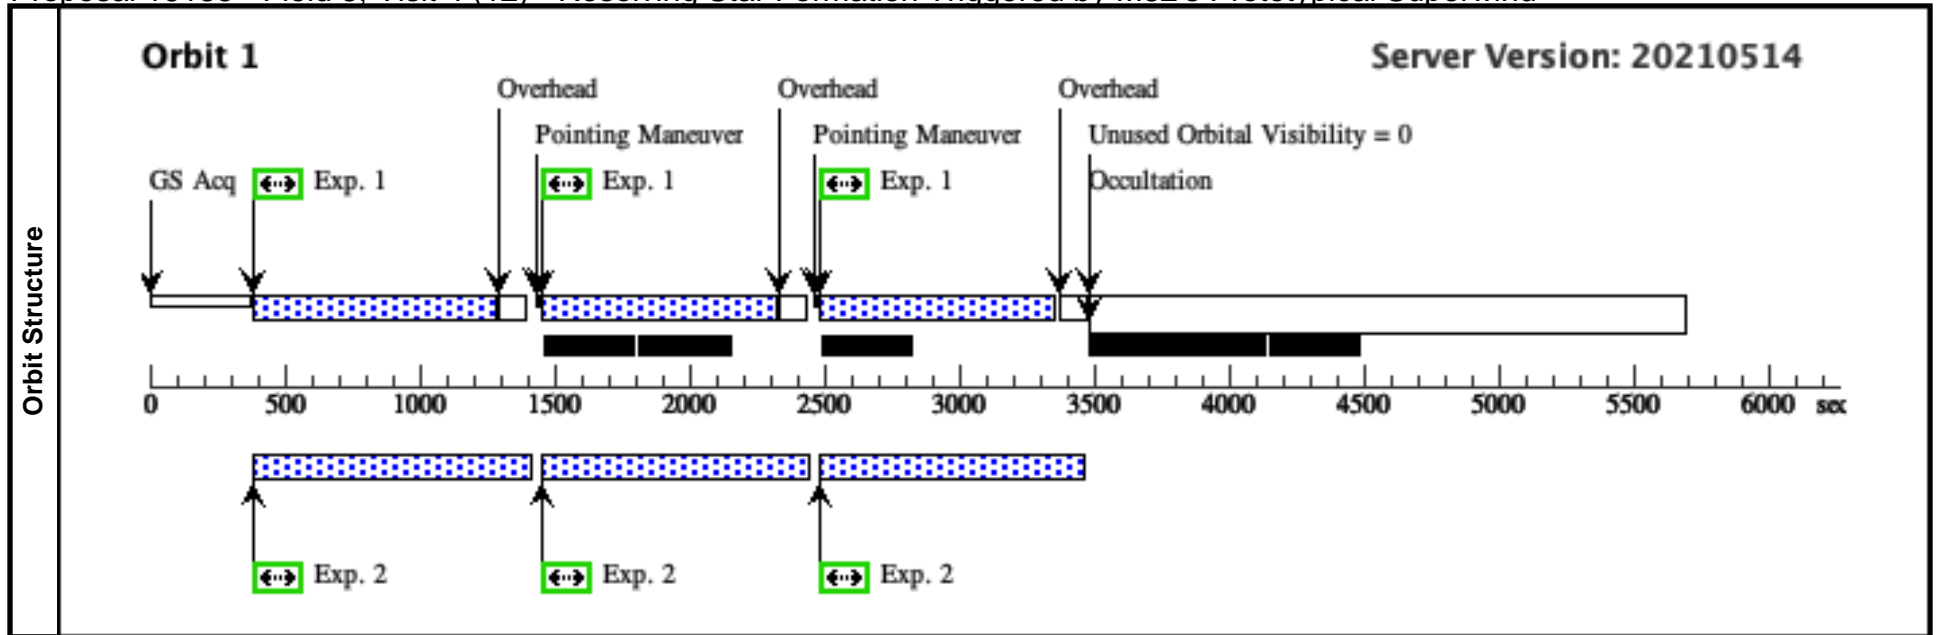 Orbit 1
Server Version: 20210514
Overhead Overhead Overhead
Pointing Maneuver Pointing Maneuver Unused Orbital Visibility = 0
GS Acq Exp. 1 Exp. 1 Exp. 1 Occultation
Orbit Structure
0 500 1000 1500 2000 2500 3000 3500 4000 4500 5000 5500 6000 sec
Exp. 2 Exp. 2 Exp. 2